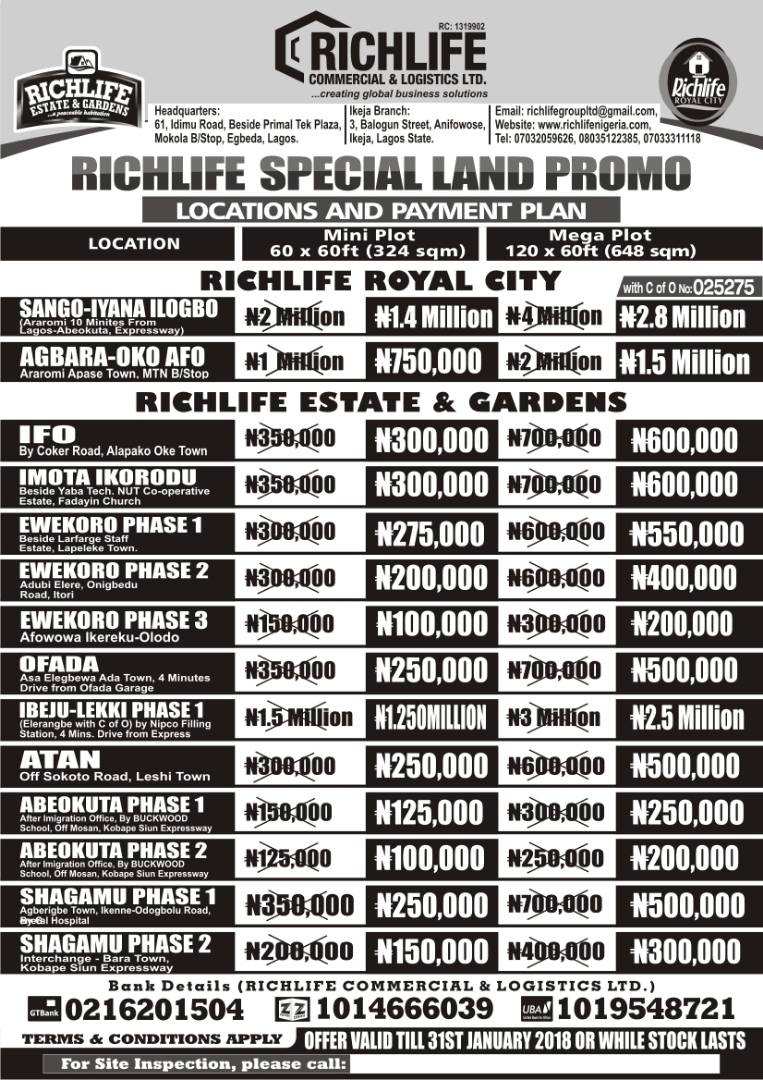 RC: 1319902
RICHLIFE
COMMERCIAL & LOGISTICS LTD.
...creating global business solutions
RICHLIFE
ESTATE & GARDENS
...a peaceable habitation
Richlife
ROYAL CITY
Headquarters:
61, Idimu Road, Beside Primal Tek Plaza,
Mokola B/Stop, Egbeda, Lagos.
Ikeja Branch:
3, Balogun Street, Anifowose,
Ikeja, Lagos State.
Email: richlifegroupltd@gmail.com,
Website: www.richlifenigeria.com,
Tel: 07032059626, 08035122385, 07033311118
RICHLIFE SPECIAL LAND PROMO
LOCATIONS AND PAYMENT PLAN
LOCATION
Mini Plot
60 x 60ft (324 sqm)
Mega Plot
120 x 60ft (648 sqm)
RICHLIFE ROYAL CITY
with C of O No: 025275
SANGO-IYANA ILOGBO
(Araromi 10 Minites From
Lagos-Abeokuta, Expressway)
₦2 Million ₦1.4 Million ₦4 Million ₦2.8 Million
AGBARA-OKO AFO
Araromi Apase Town, MTN B/Stop
₦1 Million ₦750,000 ₦2 Million ₦1.5 Million
RICHLIFE ESTATE & GARDENS
IFO
By Coker Road, Alapako Oke Town
₦350,000 ₦300,000 ₦700,000 ₦600,000
IMOTA IKORODU
Beside Yaba Tech. NUT Co-operative
Estate, Fadayin Church
₦350,000 ₦300,000 ₦700,000 ₦600,000
EWEKORO PHASE 1
Beside Larfarge Staff
Estate, Lapeleke Town.
₦300,000 ₦275,000 ₦600,000 ₦550,000
EWEKORO PHASE 2
Adubi Elere, Onigbedu
Road, Itori
₦300,000 ₦200,000 ₦600,000 ₦400,000
EWEKORO PHASE 3
Afowowa Ikereku-Olodo
₦150,000 ₦100,000 ₦300,000 ₦200,000
OFADA
Asa Elegbewa Ada Town, 4 Minutes
Drive from Ofada Garage
₦350,000 ₦250,000 ₦700,000 ₦500,000
IBEJU-LEKKI PHASE 1
(Elerangbe with C of O) by Nipco Filling
Station, 4 Mins. Drive from Express
₦1.5 Million ₦1.250MILLION ₦3 Million ₦2.5 Million
ATAN
Off Sokoto Road, Leshi Town
₦300,000 ₦250,000 ₦600,000 ₦500,000
ABEOKUTA PHASE 1
After Imigration Office, By BUCKWOOD
School, Off Mosan, Kobape Siun Expressway
₦150,000 ₦125,000 ₦300,000 ₦250,000
ABEOKUTA PHASE 2
After Imigration Office, By BUCKWOOD
School, Off Mosan, Kobape Siun Expressway
₦125,000 ₦100,000 ₦250,000 ₦200,000
SHAGAMU PHASE 1
Agberigbe Town, Ikenne-Odogbolu Road,
Hospital
₦350,000 ₦250,000 ₦700,000 ₦500,000
SHAGAMU PHASE 2
Interchange - Bara Town,
Kobape Siun Expressway
₦200,000 ₦150,000 ₦400,000 ₦300,000
Bank Details (RICHLIFE COMMERCIAL & LOGISTICS LTD.)
GTBank 0216201504 1014666039 UBA 1019548721
TERMS & CONDITIONS APPLY OFFER VALID TILL 31ST JANUARY 2018 OR WHILE STOCK LASTS
For Site Inspection, please call: